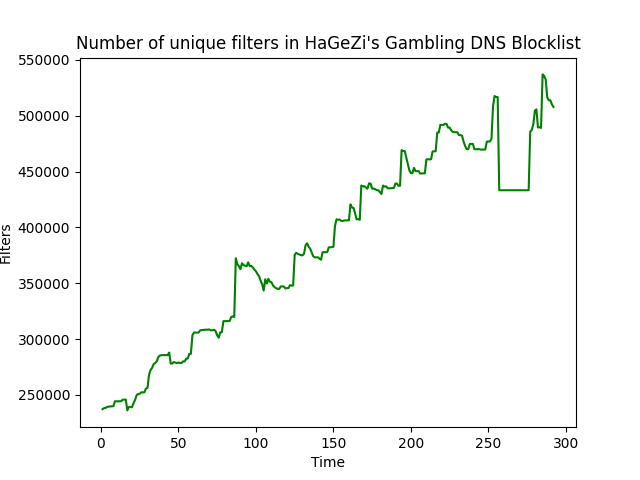 Number of unique filters in HaGeZi's Gambling DNS Blocklist
550000
500000
450000
400000
350000
300000
250000
Filters
0 50 100 150 200 250 300
Time